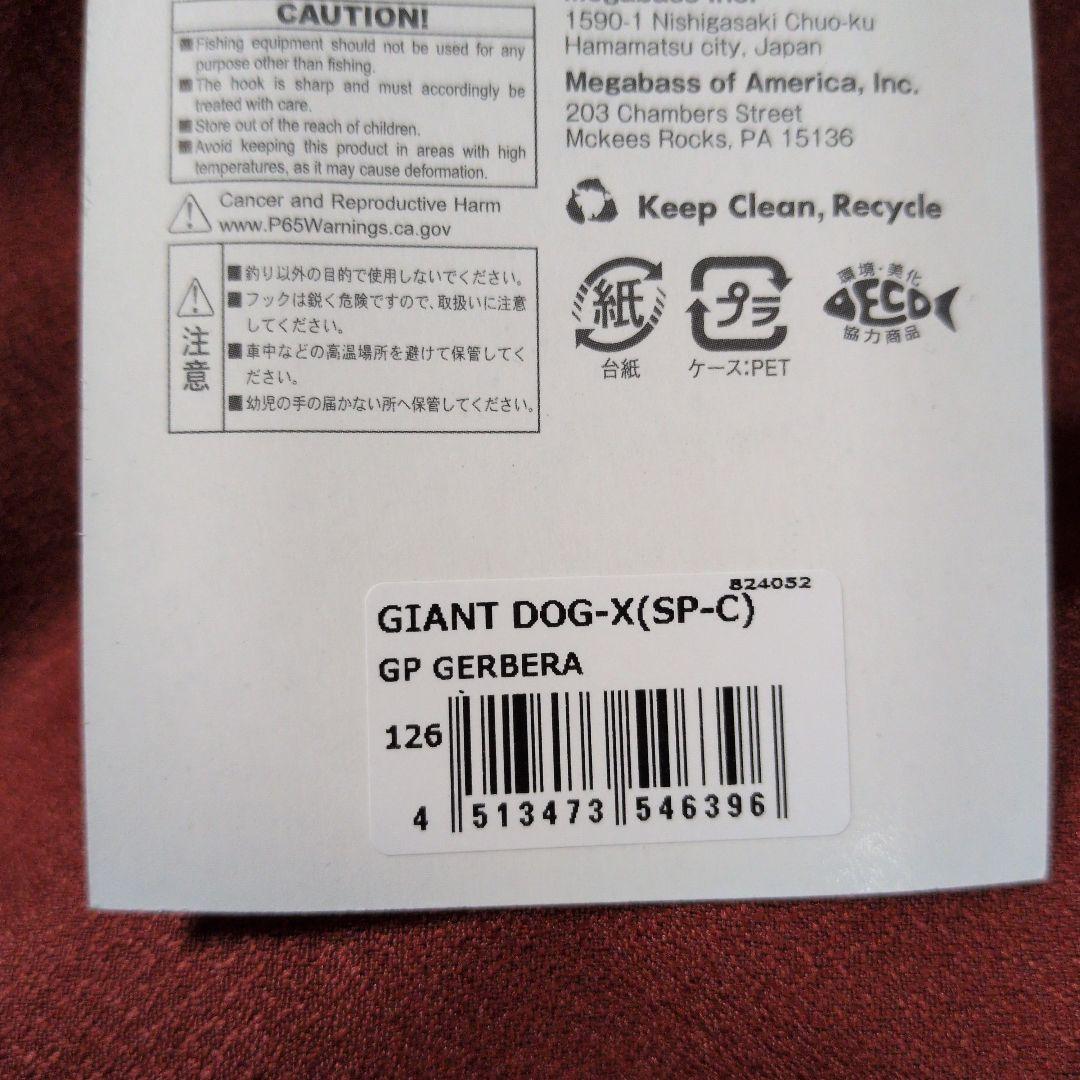 CAUTION!
■Fishing equipment should not be used for any
purpose other than fishing.
■The hook is sharp and must accordingly be
treated with care.
■Store out of the reach of children.
■Avoid keeping this product in areas with high
temperatures, as it may cause deformation.
Cancer and Reproductive Harm
www.P65Warnings.ca.gov
注意
■釣り以外の目的で使用しないでください。
■フックは鋭く危険ですので、取扱いに注意
してください。
■車中などの高温場所を避けて保管してく
ださい。
■幼児の手の届かない所へ保管してください。
Megabass Inc.
1590-1 Nishigasaki Chuo-ku
Hamamatsu city, Japan
Megabass of America, Inc.
203 Chambers Street
Mckees Rocks, PA 15136
Keep Clean, Recycle
紙
台紙
プラ
ケース:PET
環境・美化
ECO
協力商品
824052
GIANT DOG-X(SP-C)
GP GERBERA
126
4 513473 546396